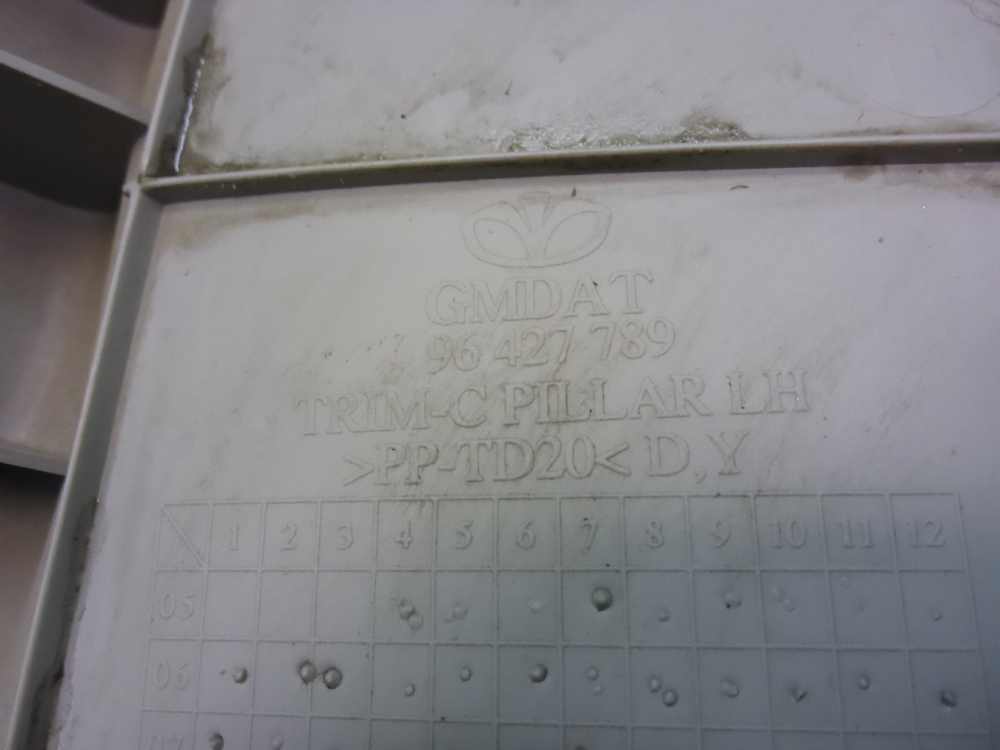 GMDAT
96 427 789
TRIM-C PILLAR LH
>PP-TD20< D,Y
1 2 3 4 5 6 7 8 9 10 11 12
05
06
07